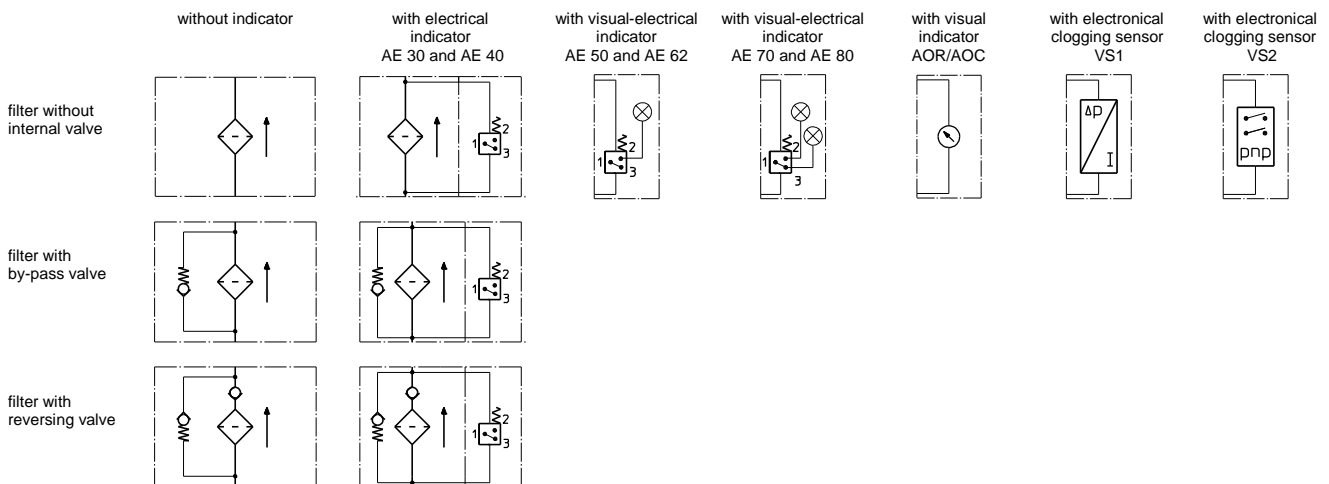 without indicator
with electrical
indicator
AE 30 and AE 40
with visual-electrical
indicator
AE 50 and AE 62
with visual-electrical
indicator
AE 70 and AE 80
with visual
indicator
AOR/AOC
with electronical
clogging sensor
VS1
with electronical
clogging sensor
VS2
filter without
internal valve
1 2 3
1 2 3
1 2 3
Δp
I
pnp
filter with
by-pass valve
1 2 3
filter with
reversing valve
1 2 3